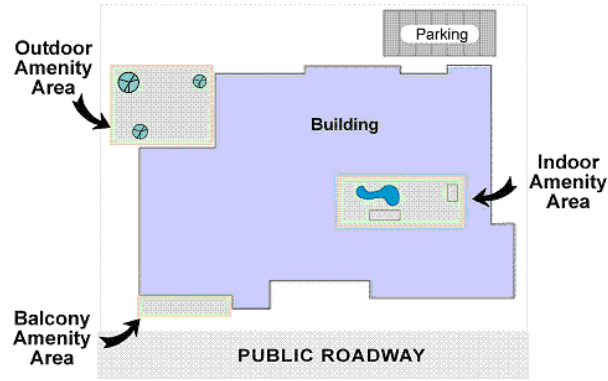 Parking
Outdoor
Amenity
Area
Building
Indoor
Amenity
Area
Balcony
Amenity
Area
PUBLIC ROADWAY